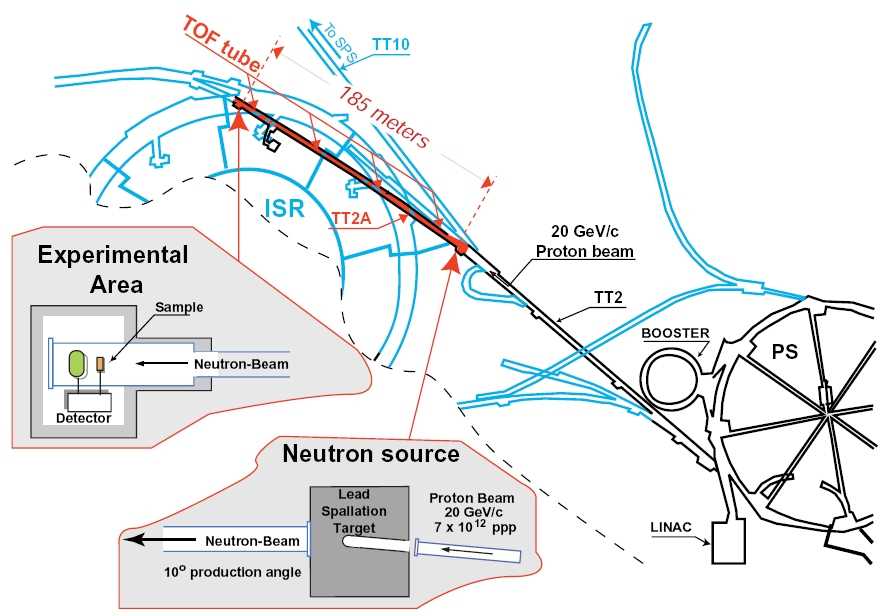 TOF tube
To SPS
TT10
185 meters
ISR
TT2A
20 GeV/c
Proton beam
TT2
BOOSTER
PS
LINAC
Experimental
Area
Sample
Neutron-Beam
Detector
Neutron source
Lead
Spallation
Target
Proton Beam
20 GeV/c
7 x 10¹² ppp
Neutron-Beam
10° production angle